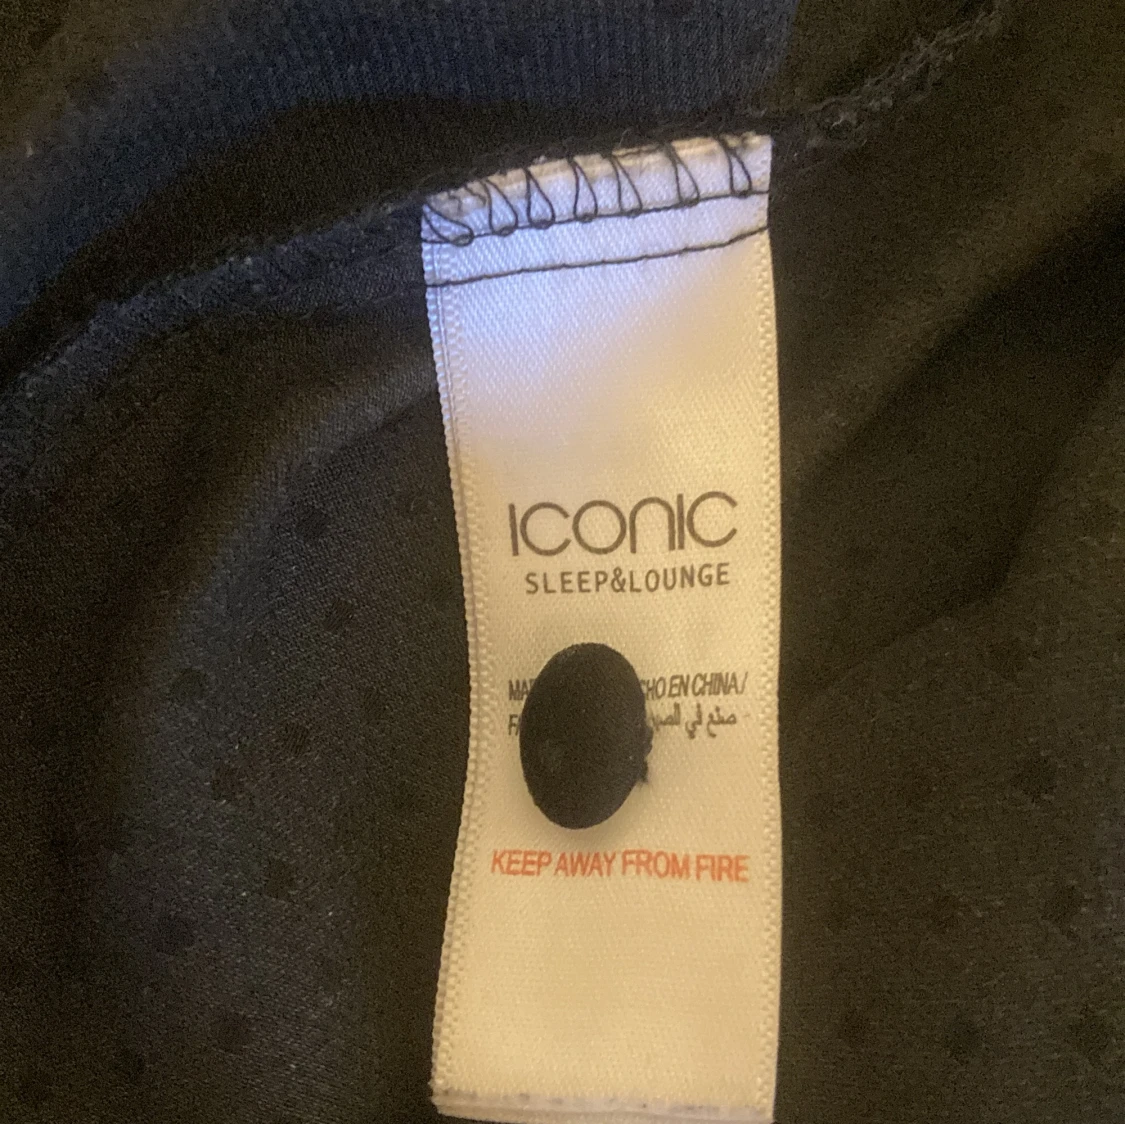 ICONIC
SLEEP&LOUNGE
EN CHINA/
صنع في
KEEP AWAY FROM FIRE